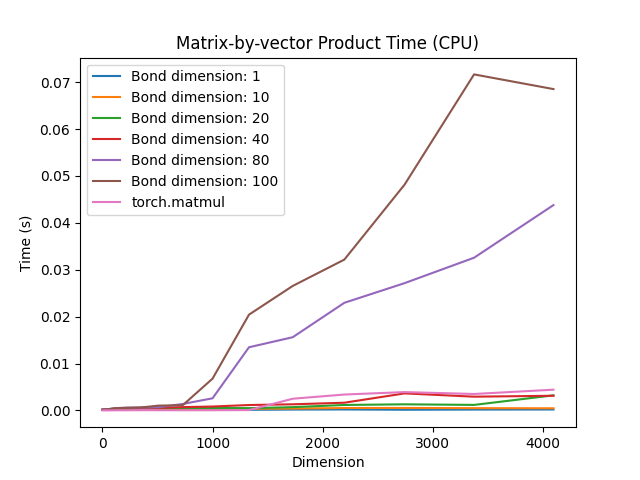 Matrix-by-vector Product Time (CPU)
Time (s)
0.07
0.06
0.05
0.04
0.03
0.02
0.01
0.00
Bond dimension: 1
Bond dimension: 10
Bond dimension: 20
Bond dimension: 40
Bond dimension: 80
Bond dimension: 100
torch.matmul
0 1000 2000 3000 4000
Dimension